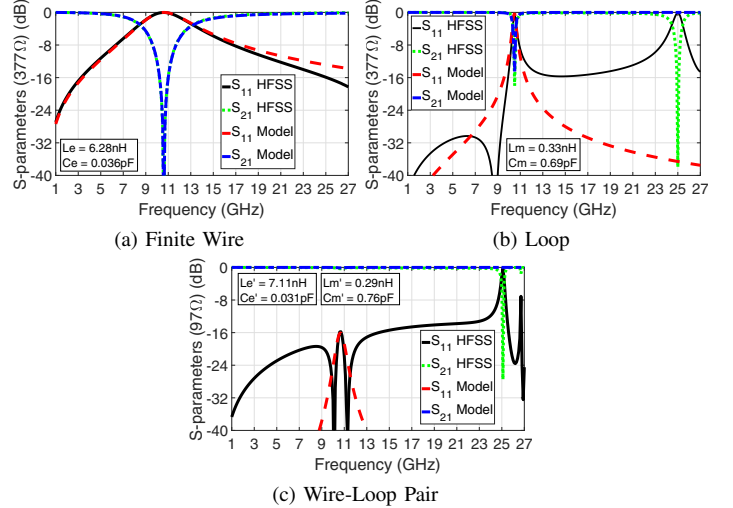 S-parameters (377Ω) (dB)
0
-8
-16
-24
-32
-40
S11 HFSS
S21 HFSS
S11 Model
S21 Model
Le = 6.28nH
Ce = 0.036pF
1 3 5 7 9 11 13 15 17 19 21 23 25 27
Frequency (GHz)
(a) Finite Wire
S-parameters (377Ω) (dB)
0
-8
-16
-24
-32
-40
S11 HFSS
S21 HFSS
S11 Model
S21 Model
Lm = 0.33nH
Cm = 0.69pF
1 3 5 7 9 11 13 15 17 19 21 23 25 27
Frequency (GHz)
(b) Loop
S-parameters (97Ω) (dB)
0
-8
-16
-24
-32
-40
Le' = 7.11nH
Ce' = 0.031pF
Lm' = 0.29nH
Cm' = 0.76pF
S11 HFSS
S21 HFSS
S11 Model
S21 Model
1 3 5 7 9 11 13 15 17 19 21 23 25 27
Frequency (GHz)
(c) Wire-Loop Pair